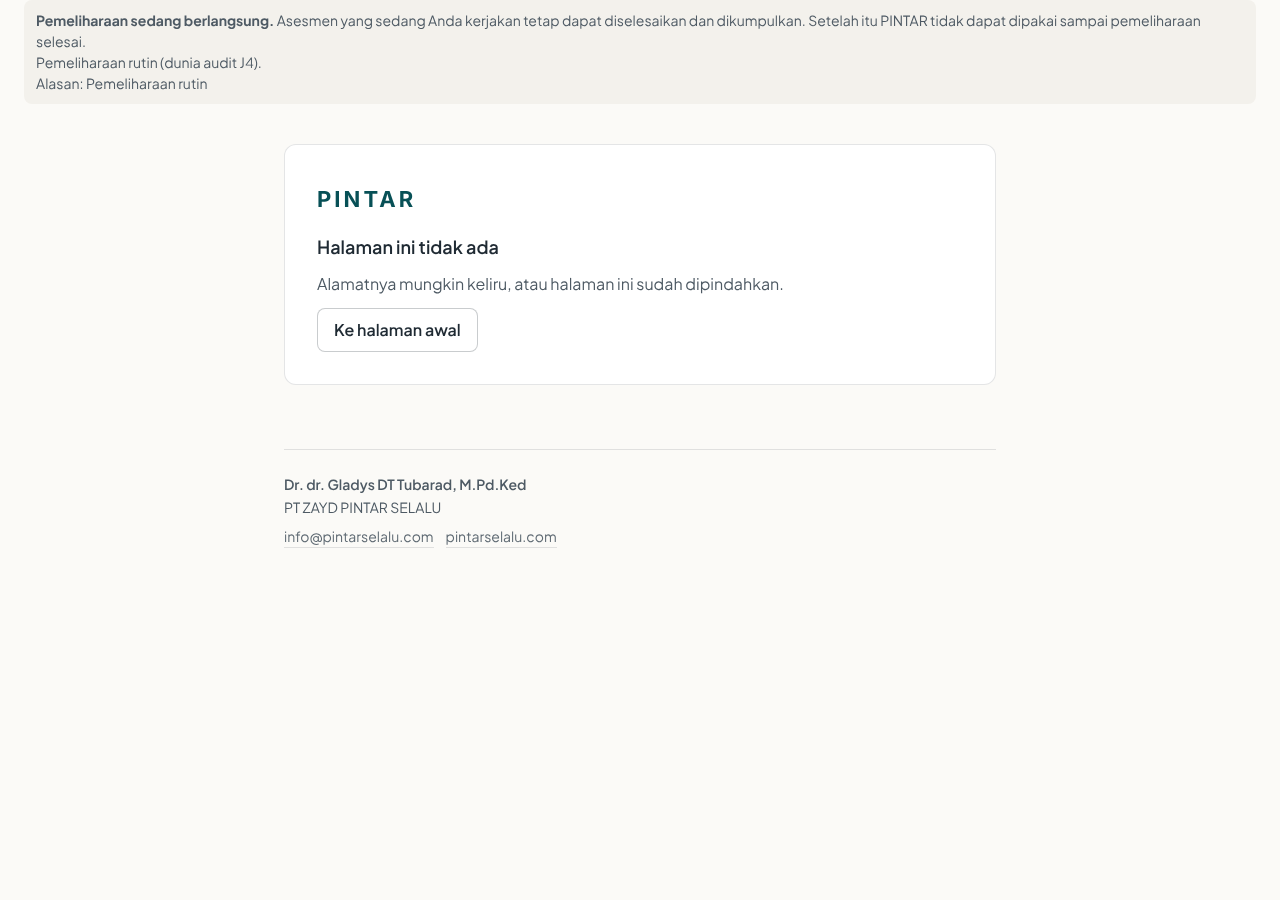 Pemeliharaan sedang berlangsung. Asesmen yang sedang Anda kerjakan tetap dapat diselesaikan dan dikumpulkan. Setelah itu PINTAR tidak dapat dipakai sampai pemeliharaan
selesai.
Pemeliharaan rutin (dunia audit J4).
Alasan: Pemeliharaan rutin
PINTAR
Halaman ini tidak ada
Alamatnya mungkin keliru, atau halaman ini sudah dipindahkan.
Ke halaman awal
Dr. dr. Gladys DT Tubarad, M.Pd.Ked
PT ZAYD PINTAR SELALU
info@pintarselalu.com pintarselalu.com